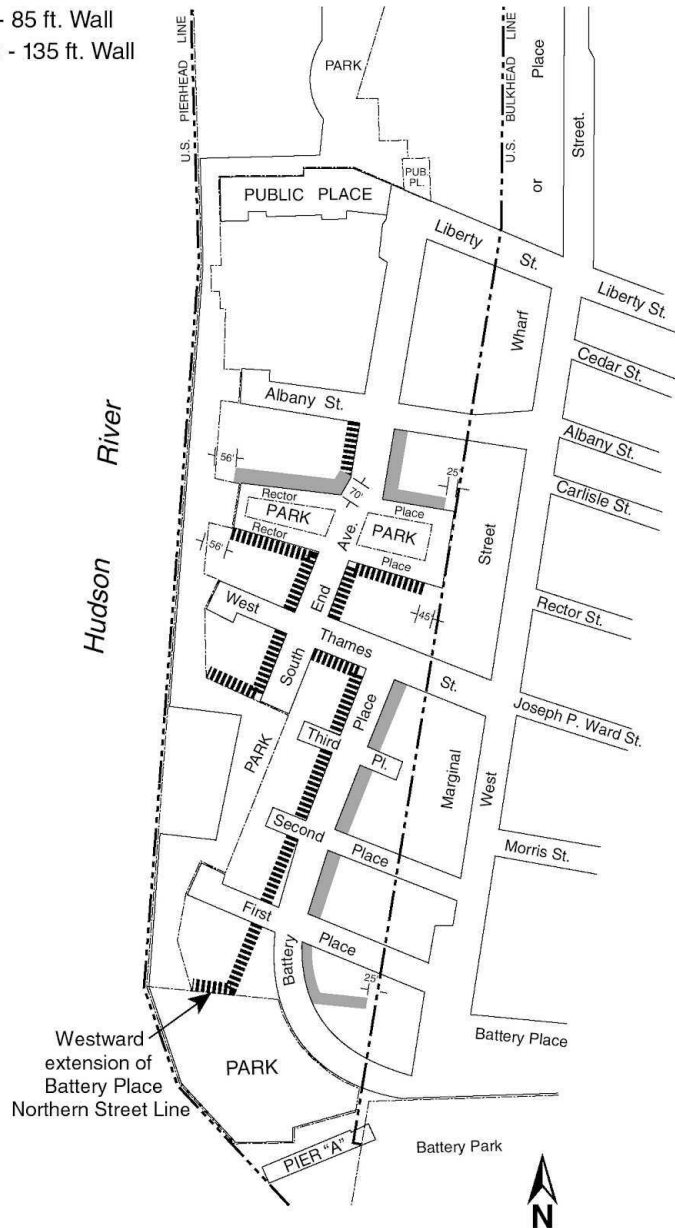 - 85 ft. Wall
- 135 ft. Wall
U.S. PIERHEAD LINE
PARK
U.S. BULKHEAD LINE
Place
or
Street.
PUB.
PL.
PUBLIC PLACE
Liberty
St.
Liberty St.
Wharf
Cedar St.
Albany St.
Albany St.
River
Hudson
56'
25'
Carlisle St.
70'
Rector
Place
PARK
PARK
Ave.
Rector
Place
Street
56'
West
End
45'
Rector St.
Thames
St.
South
Place
Joseph P. Ward St.
Third
Pl.
PARK
Marginal
West
Second
Place
Morris St.
First
Place
Battery
25'
Battery Place
Westward
extension of
Battery Place
Northern Street Line
PARK
PIER "A"
Battery Park
N